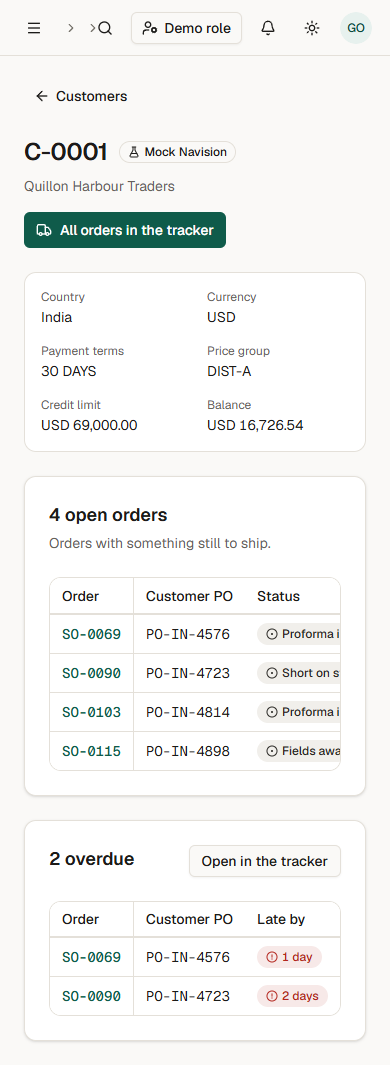 Demo role
GO
Customers
C-0001 Mock Navision
Quillon Harbour Traders
All orders in the tracker
Country Currency
India USD
Payment terms Price group
30 DAYS DIST-A
Credit limit Balance
USD 69,000.00 USD 16,726.54
4 open orders
Orders with something still to ship.
Order Customer PO Status
SO-0069 PO-IN-4576 Proforma i
SO-0090 PO-IN-4723 Short on s
SO-0103 PO-IN-4814 Proforma i
SO-0115 PO-IN-4898 Fields awa
2 overdue Open in the tracker
Order Customer PO Late by
SO-0069 PO-IN-4576 1 day
SO-0090 PO-IN-4723 2 days